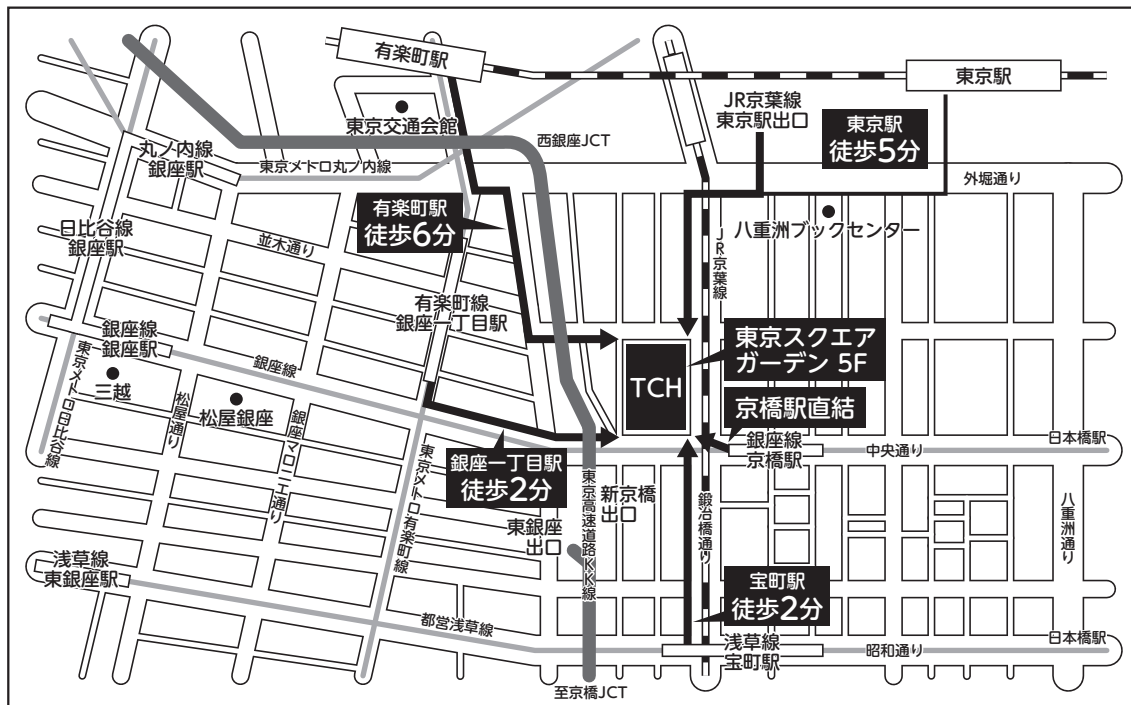 有楽町駅
東京駅
東京交通会館
JR京葉線
東京駅出口
東京駅
徒歩5分
西銀座JCT
丸ノ内線
銀座駅
東京メトロ丸ノ内線
外堀通り
有楽町駅
徒歩6分
八重洲ブックセンター
日比谷線
銀座駅
並木通り
JR京葉線
有楽町線
銀座一丁目駅
銀座線
銀座駅
銀座線
東京スクエア
ガーデン 5F
TCH
三越
松屋銀座
京橋駅直結
銀座線
京橋駅
中央通り
日本橋駅
東京メトロ日比谷線
松屋通り
銀座マロニエ通り
東京メトロ有楽町線
銀座一丁目駅
徒歩2分
東京高速道路KK線
新京橋
出口
東銀座
出口
鍛冶橋通り
八重洲通り
浅草線
東銀座駅
宝町駅
徒歩2分
都営浅草線
浅草線
宝町駅
昭和通り
日本橋駅
至京橋JCT